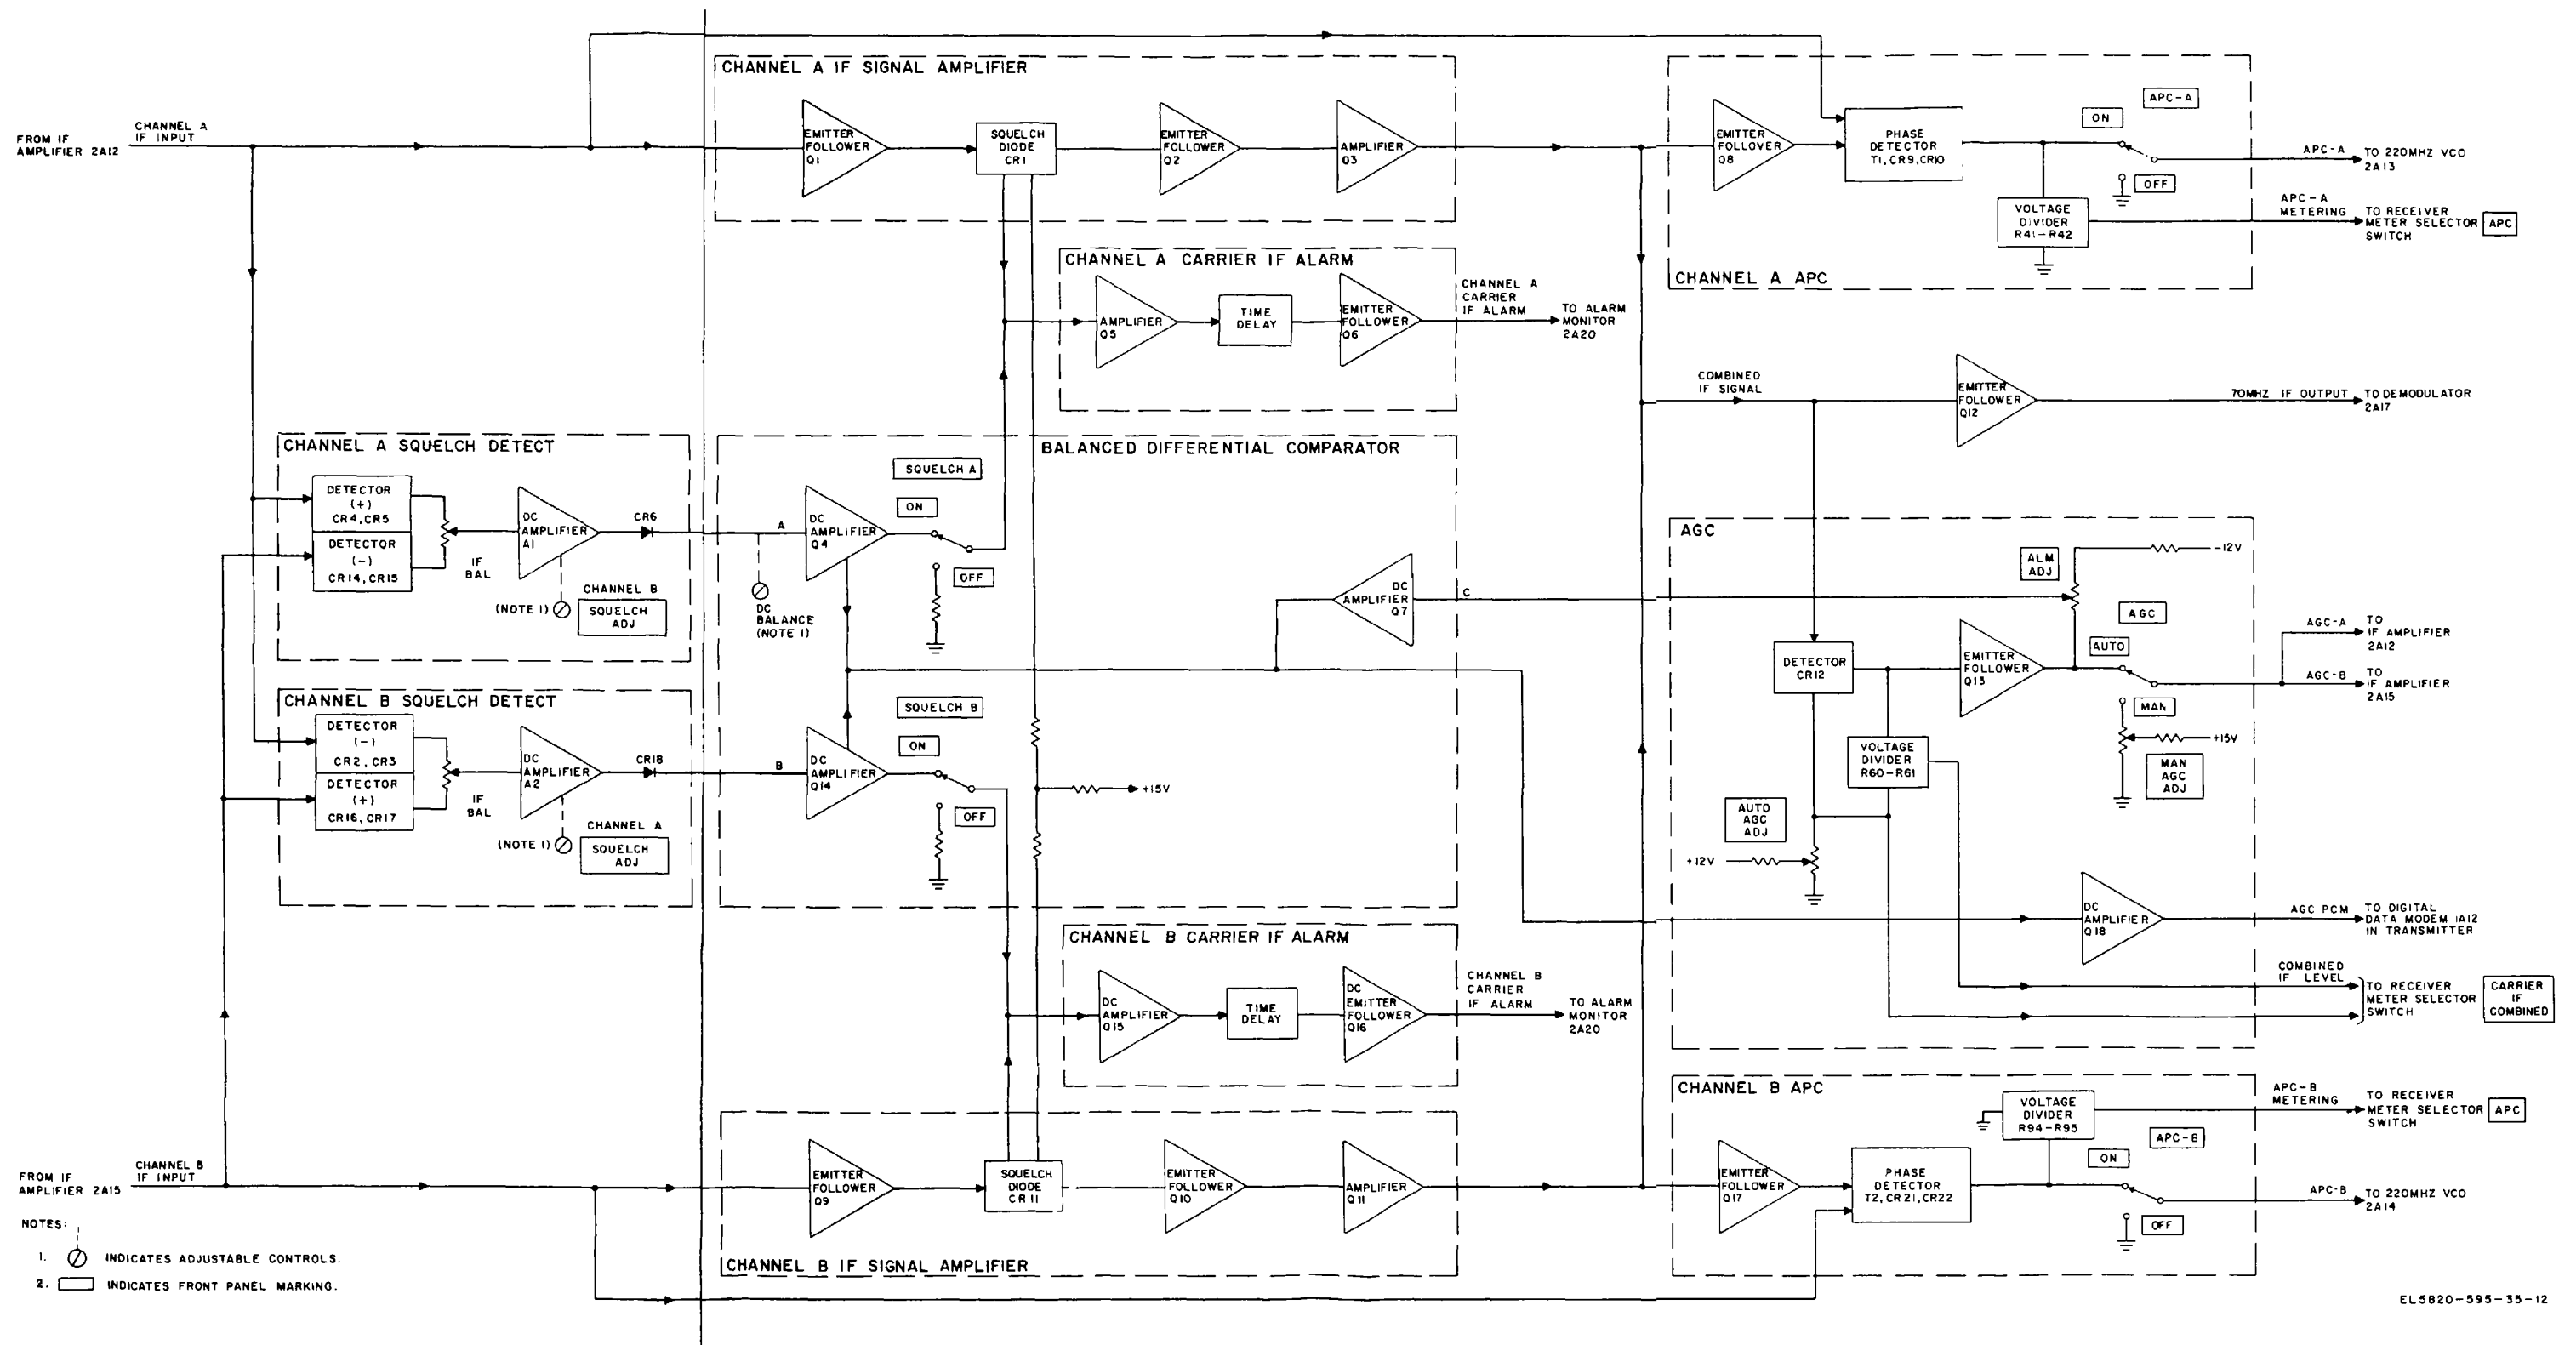 CHANNEL A IF SIGNAL AMPLIFIER
FROM IF
AMPLIFIER 2A12
CHANNEL A
IF INPUT
EMITTER
FOLLOWER
Q1
SQUELCH
DIODE
CR1
EMITTER
FOLLOWER
Q2
AMPLIFIER
Q3
EMITTER
FOLLOVER
Q8
PHASE
DETECTOR
T1, CR9, CR10
ON
APC-A
OFF
APC-A
TO 220MHZ VCO
2A13
VOLTAGE
DIVIDER
R41-R42
APC-A
METERING
TO RECEIVER
METER SELECTOR
SWITCH
APC
CHANNEL A APC
CHANNEL A CARRIER IF ALARM
AMPLIFIER
Q5
TIME
DELAY
EMITTER
FOLLOWER
Q6
CHANNEL A
CARRIER
IF ALARM
TO ALARM
MONITOR
2A20
COMBINED
IF SIGNAL
EMITTER
FOLLOWER
Q12
70MHZ IF OUTPUT
TO DEMODULATOR
2A17
CHANNEL A SQUELCH DETECT
DETECTOR
(+)
CR4, CR5
DETECTOR
(-)
CR14, CR15
IF
BAL
DC
AMPLIFIER
A1
CR6
(NOTE 1)
CHANNEL B
SQUELCH
ADJ
BALANCED DIFFERENTIAL COMPARATOR
A
DC
BALANCE
(NOTE 1)
DC
AMPLIFIER
Q4
SQUELCH A
ON
OFF
DC
AMPLIFIER
Q7
C
AGC
ALM
ADJ
-12V
AGC
AUTO
DETECTOR
CR12
EMITTER
FOLLOWER
Q13
MAN
+15V
MAN
AGC
ADJ
AGC-A
TO
IF AMPLIFIER
2A12
AGC-B
TO
IF AMPLIFIER
2A15
VOLTAGE
DIVIDER
R60-R61
AUTO
AGC
ADJ
+12V
CHANNEL B SQUELCH DETECT
DETECTOR
(-)
CR2, CR3
DETECTOR
(+)
CR16, CR17
IF
BAL
DC
AMPLIFIER
A2
CR18
(NOTE 1)
CHANNEL A
SQUELCH
ADJ
B
DC
AMPLIFIER
Q14
SQUELCH B
ON
OFF
+15V
DC
AMPLIFIER
Q18
AGC PCM
TO DIGITAL
DATA MODEM 1A12
IN TRANSMITTER
COMBINED
IF LEVEL
TO RECEIVER
METER SELECTOR
SWITCH
CARRIER
IF
COMBINED
CHANNEL B CARRIER IF ALARM
DC
AMPLIFIER
Q15
TIME
DELAY
DC
EMITTER
FOLLOWER
Q16
CHANNEL B
CARRIER
IF ALARM
TO ALARM
MONITOR
2A20
CHANNEL B APC
VOLTAGE
DIVIDER
R94-R95
APC-B
METERING
TO RECEIVER
METER SELECTOR
SWITCH
APC
APC-B
ON
OFF
APC-B
TO 220MHZ VCO
2A14
FROM IF
AMPLIFIER 2A15
CHANNEL B
IF INPUT
EMITTER
FOLLOWER
Q9
SQUELCH
DIODE
CR11
EMITTER
FOLLOWER
Q10
AMPLIFIER
Q11
EMITTER
FOLLOWER
Q17
PHASE
DETECTOR
T2, CR21, CR22
CHANNEL B IF SIGNAL AMPLIFIER
NOTES:
1. INDICATES ADJUSTABLE CONTROLS.
2. INDICATES FRONT PANEL MARKING.
EL5820-595-35-12